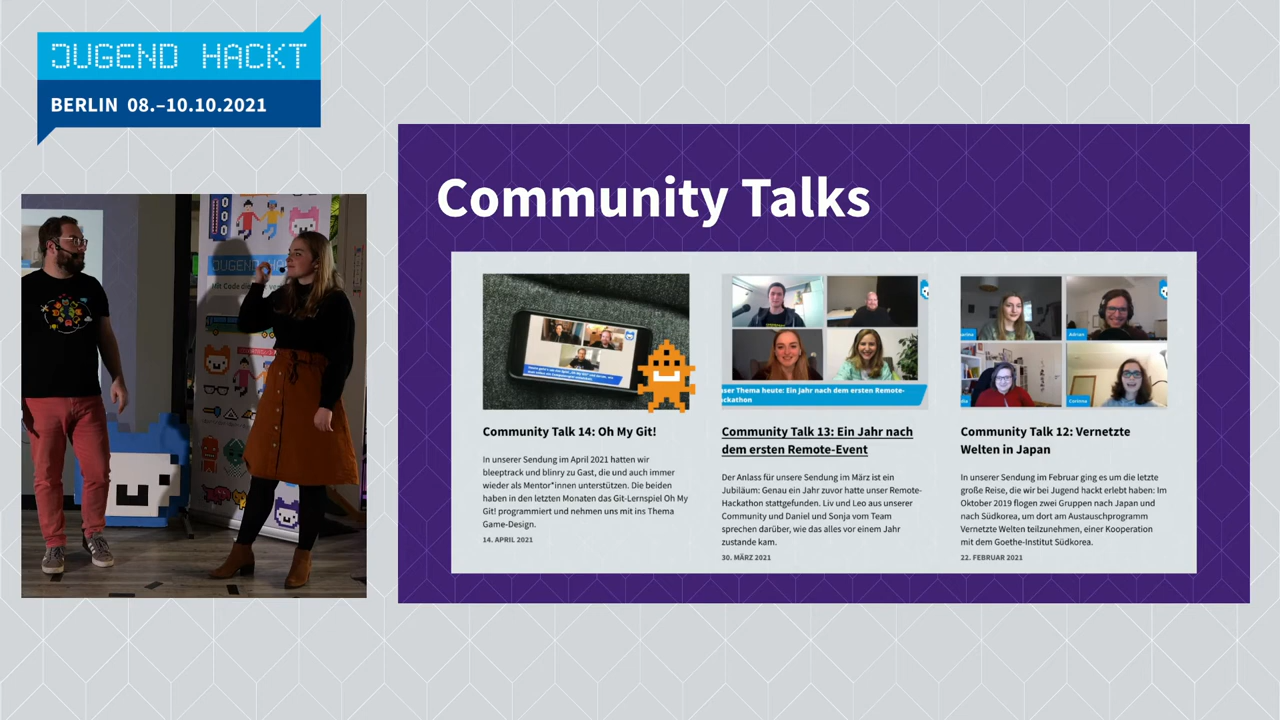 JUGEND HACKT
BERLIN 08.–10.10.2021
JUGEND HACKT
Mit Code die
Community Talks
Community Talk 14: Oh My Git!
In unserer Sendung im April 2021 hatten wir
bleeptrack und blinry zu Gast, die und auch immer
wieder als Mentor*innen unterstützen. Die beiden
haben in den letzten Monaten das Git-Lernspiel Oh My
Git! programmiert und nehmen uns mit ins Thema
Game-Design.
14. APRIL 2021
ser Thema heute: Ein Jahr nach dem ersten Remote-
ckathon
Community Talk 13: Ein Jahr nach
dem ersten Remote-Event
Der Anlass für unsere Sendung im März ist ein
Jubiläum: Genau ein Jahr zuvor hatte unser Remote-
Hackathon stattgefunden. Liv und Leo aus unserer
Community und Daniel und Sonja vom Team
sprechen darüber, wie das alles vor einem Jahr
zustande kam.
30. MÄRZ 2021
Adrian
Corinna
Community Talk 12: Vernetzte
Welten in Japan
In unserer Sendung im Februar ging es um die letzte
große Reise, die wir bei Jugend hackt erlebt haben: Im
Oktober 2019 flogen zwei Gruppen nach Japan und
nach Südkorea, um dort am Austauschprogramm
Vernetzte Welten teilzunehmen, einer Kooperation
mit dem Goethe-Institut Südkorea.
22. FEBRUAR 2021